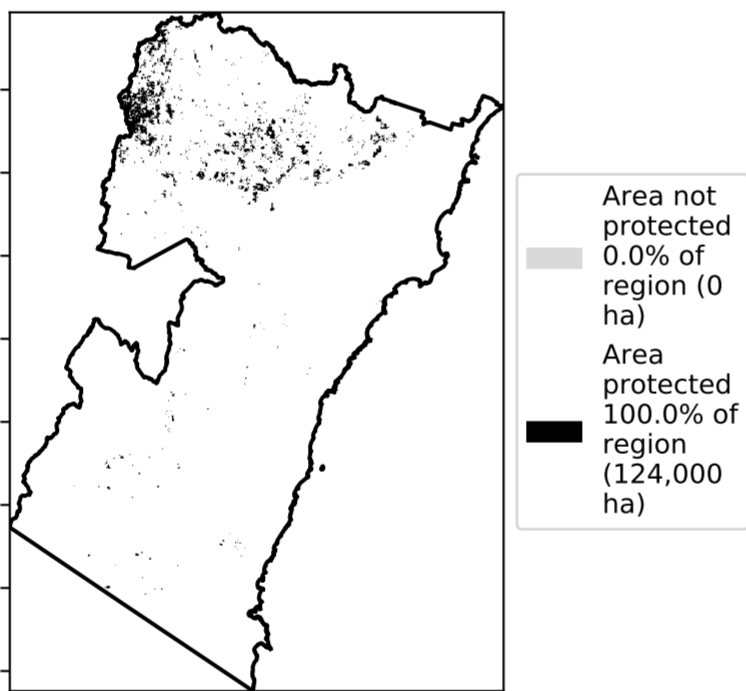 Area not
protected
0.0% of
region (0
ha)
Area
protected
100.0% of
region
(124,000
ha)